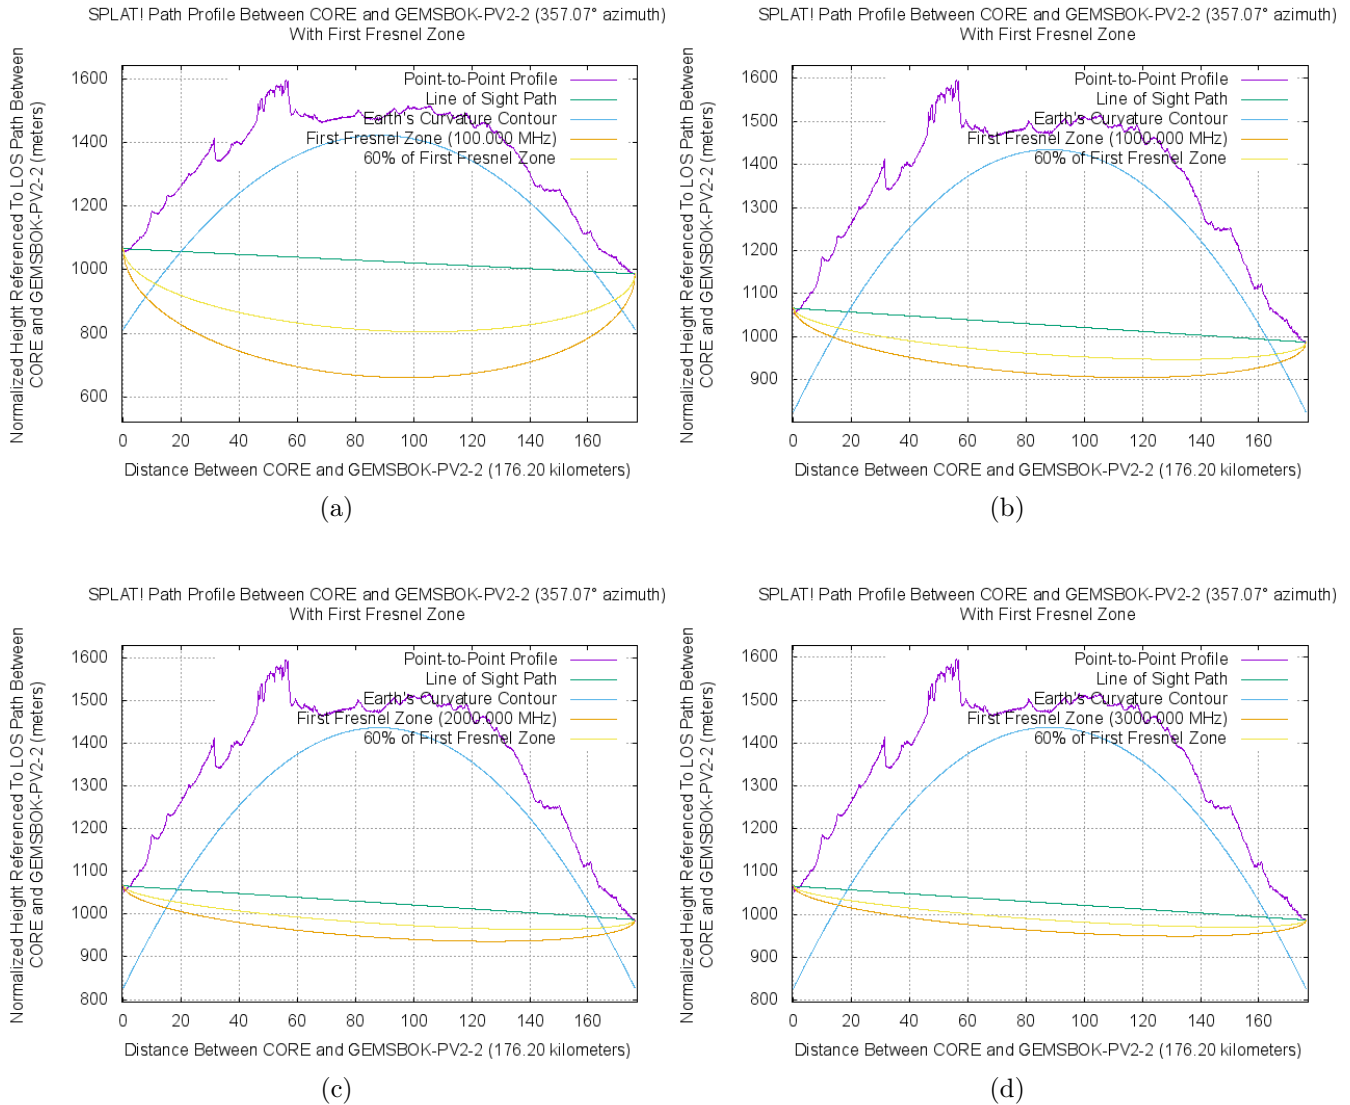 SPLAT! Path Profile Between CORE and GEMSBOK-PV2-2 (357.07° azimuth)
With First Fresnel Zone
Normalized Height Referenced To LOS Path Between
CORE and GEMSBOK-PV2-2 (meters)
1600
1400
1200
1000
800
600
Point-to-Point Profile
Line of Sight Path
Earth's Curvature Contour
First Fresnel Zone (100.000 MHz)
60% of First Fresnel Zone
0 20 40 60 80 100 120 140 160
Distance Between CORE and GEMSBOK-PV2-2 (176.20 kilometers)
(a)
SPLAT! Path Profile Between CORE and GEMSBOK-PV2-2 (357.07° azimuth)
With First Fresnel Zone
Normalized Height Referenced To LOS Path Between
CORE and GEMSBOK-PV2-2 (meters)
1600
1500
1400
1300
1200
1100
1000
900
Point-to-Point Profile
Line of Sight Path
Earth's Curvature Contour
First Fresnel Zone (1000.000 MHz)
60% of First Fresnel Zone
0 20 40 60 80 100 120 140 160
Distance Between CORE and GEMSBOK-PV2-2 (176.20 kilometers)
(b)
SPLAT! Path Profile Between CORE and GEMSBOK-PV2-2 (357.07° azimuth)
With First Fresnel Zone
Normalized Height Referenced To LOS Path Between
CORE and GEMSBOK-PV2-2 (meters)
1600
1500
1400
1300
1200
1100
1000
900
800
Point-to-Point Profile
Line of Sight Path
Earth's Curvature Contour
First Fresnel Zone (2000.000 MHz)
60% of First Fresnel Zone
0 20 40 60 80 100 120 140 160
Distance Between CORE and GEMSBOK-PV2-2 (176.20 kilometers)
(c)
SPLAT! Path Profile Between CORE and GEMSBOK-PV2-2 (357.07° azimuth)
With First Fresnel Zone
Normalized Height Referenced To LOS Path Between
CORE and GEMSBOK-PV2-2 (meters)
1600
1500
1400
1300
1200
1100
1000
900
800
Point-to-Point Profile
Line of Sight Path
Earth's Curvature Contour
First Fresnel Zone (3000.000 MHz)
60% of First Fresnel Zone
0 20 40 60 80 100 120 140 160
Distance Between CORE and GEMSBOK-PV2-2 (176.20 kilometers)
(d)